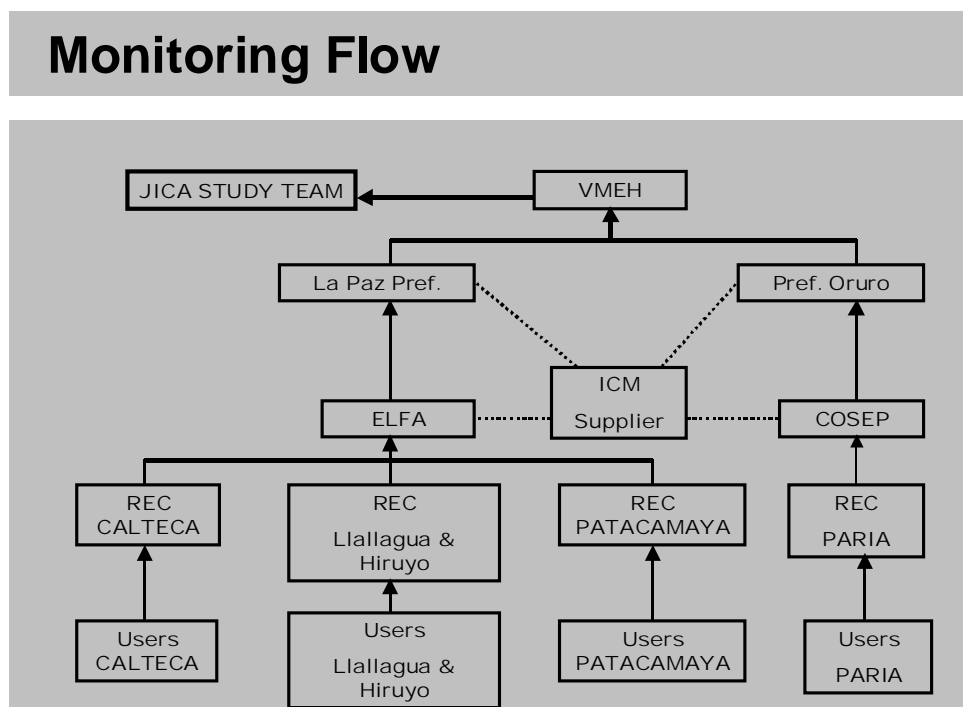 Monitoring Flow
JICA STUDY TEAM
VMEH
La Paz Pref.
Pref. Oruro
ICM
Supplier
ELFA
COSEP
REC
CALTECA
REC
Llallagua &
Hiruyo
REC
PATACAMAYA
REC
PARIA
Users
CALTECA
Users
Llallagua &
Hiruyo
Users
PATACAMAYA
Users
PARIA